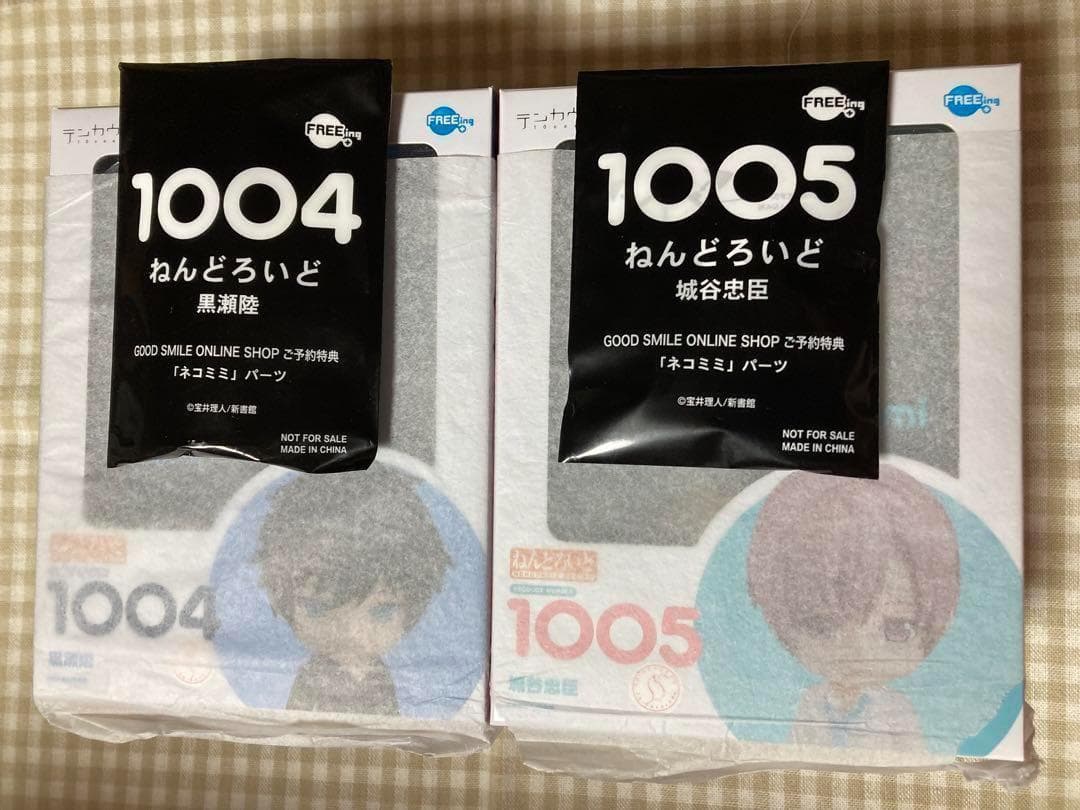 FREEing
1004
ねんどろいど
黒瀬陸
GOOD SMILE ONLINE SHOP ご予約特典
「ネコミミ」パーツ
©宝井理人/新書館
NOT FOR SALE
MADE IN CHINA
テンカウ
FREEing
1004
黒瀬陸
FREEing
1005
ねんどろいど
城谷忠臣
GOOD SMILE ONLINE SHOP ご予約特典
「ネコミミ」パーツ
©宝井理人/新書館
NOT FOR SALE
MADE IN CHINA
テンカウ
FREEing
ねんどろいど
1005
城谷忠臣